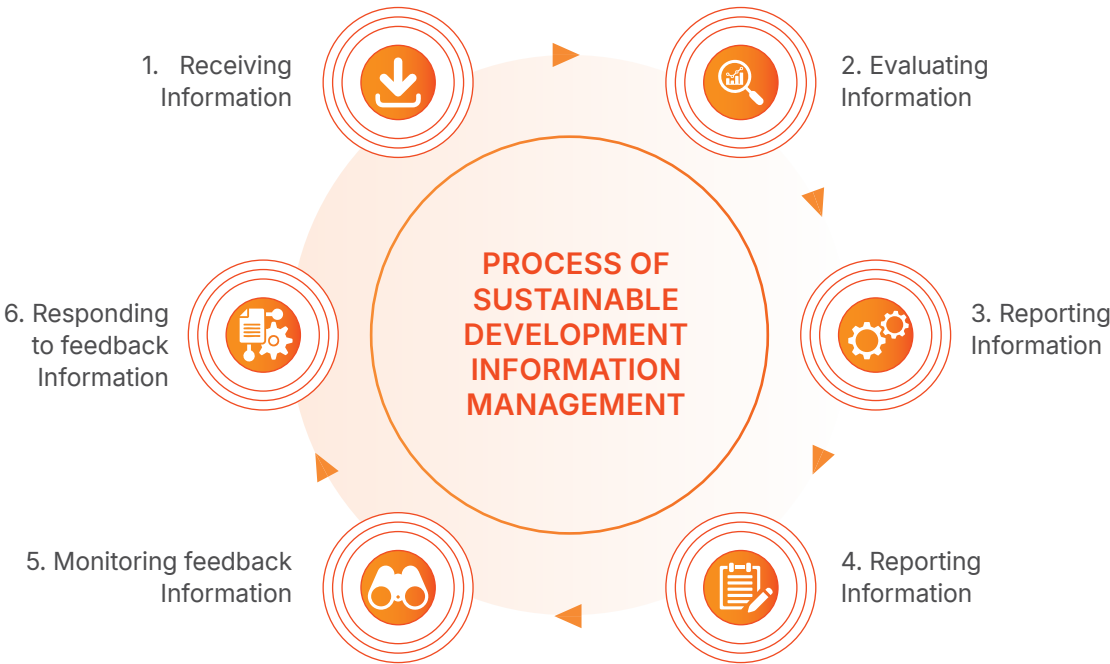 1. Receiving
Information
2. Evaluating
Information
3. Reporting
Information
4. Reporting
Information
5. Monitoring feedback
Information
6. Responding
to feedback
Information
PROCESS OF
SUSTAINABLE
DEVELOPMENT
INFORMATION
MANAGEMENT